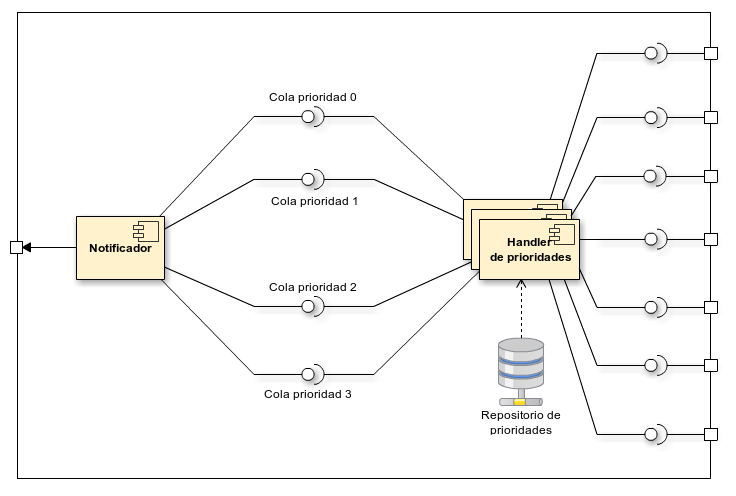 Cola prioridad 0
Cola prioridad 1
Notificador
Handler
de prioridades
Cola prioridad 2
Cola prioridad 3
Repositorio de
prioridades